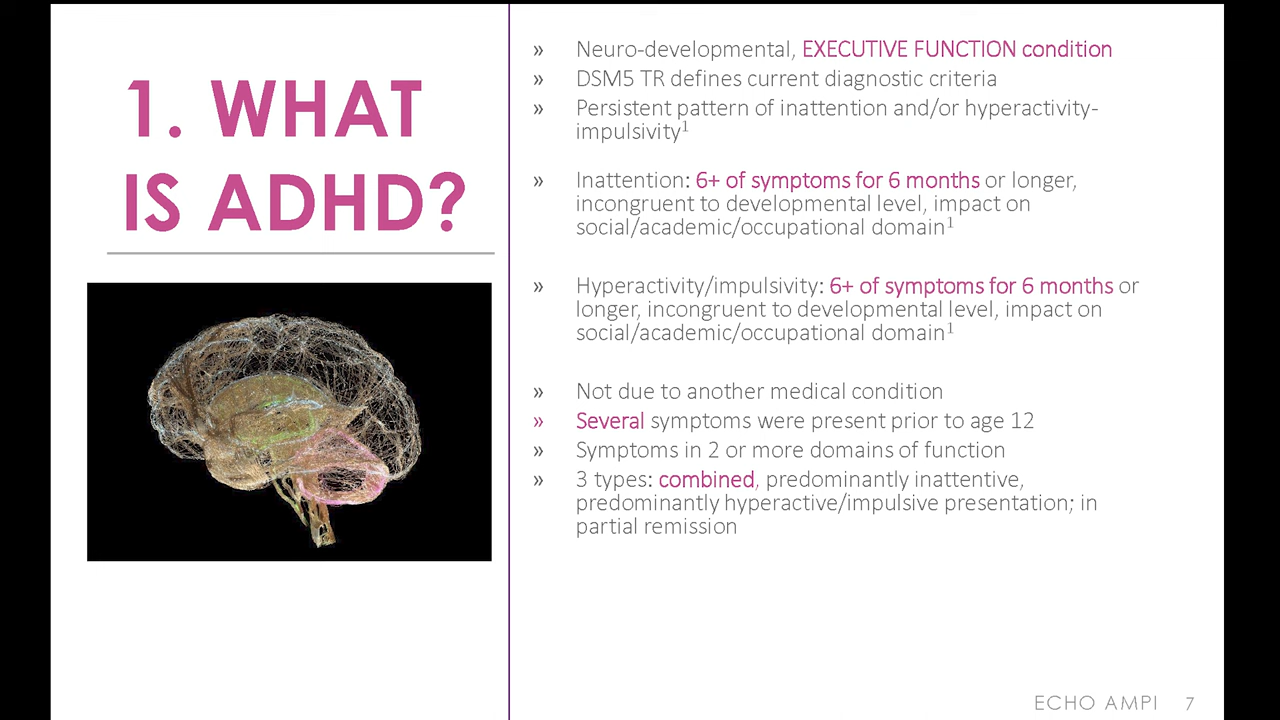 1. WHAT
IS ADHD?
» Neuro-developmental, EXECUTIVE FUNCTION condition
» DSM5 TR defines current diagnostic criteria
» Persistent pattern of inattention and/or hyperactivity-
impulsivity¹
» Inattention: 6+ of symptoms for 6 months or longer,
incongruent to developmental level, impact on
social/academic/occupational domain¹
» Hyperactivity/impulsivity: 6+ of symptoms for 6 months or
longer, incongruent to developmental level, impact on
social/academic/occupational domain¹
» Not due to another medical condition
» Several symptoms were present prior to age 12
» Symptoms in 2 or more domains of function
» 3 types: combined, predominantly inattentive,
predominantly hyperactive/impulsive presentation; in
partial remission
ECHO AMPI 7